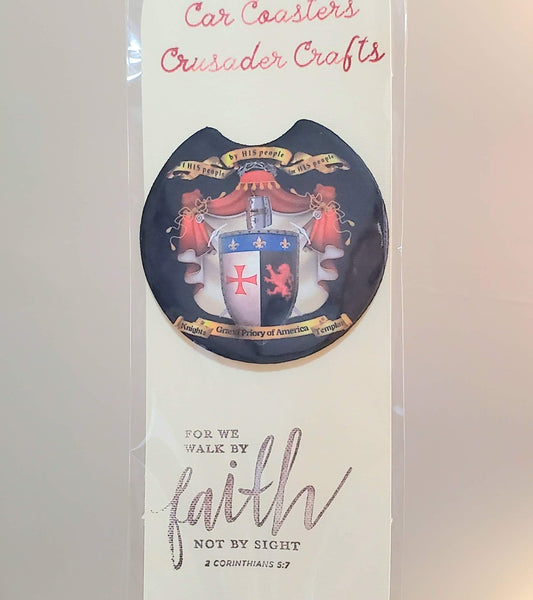 Car Coasters
Crusader Crafts
by HIS people
HIS people
for HIS people
Knights
Grand Priory of America
Templar
FOR WE
WALK BY
faith
NOT BY SIGHT
2 CORINTHIANS 5:7